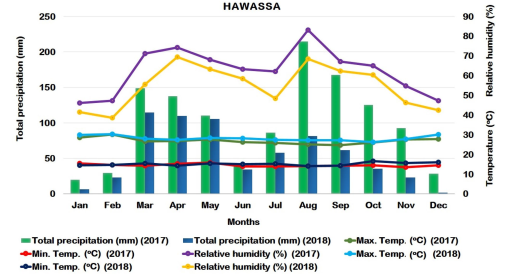 HAWASSA
Total precipitation (mm)
250
200
150
100
50
0
90
80
70
60
50
40
30
20
10
0
Relative humidity (%)
Temperature (ºC)
Jan Feb Mar Apr May Jun Jul Aug Sep Oct Nov Dec
Months
Total precipitation (mm) (2017) Total precipitation (mm) (2018) Max. Temp. (ºC) (2017)
Min. Temp. (ºC) (2017) Relative humidity (%) (2017) Max. Temp. (ºC) (2018)
Min. Temp. (ºC) (2018) Relative humidity (%) (2018)